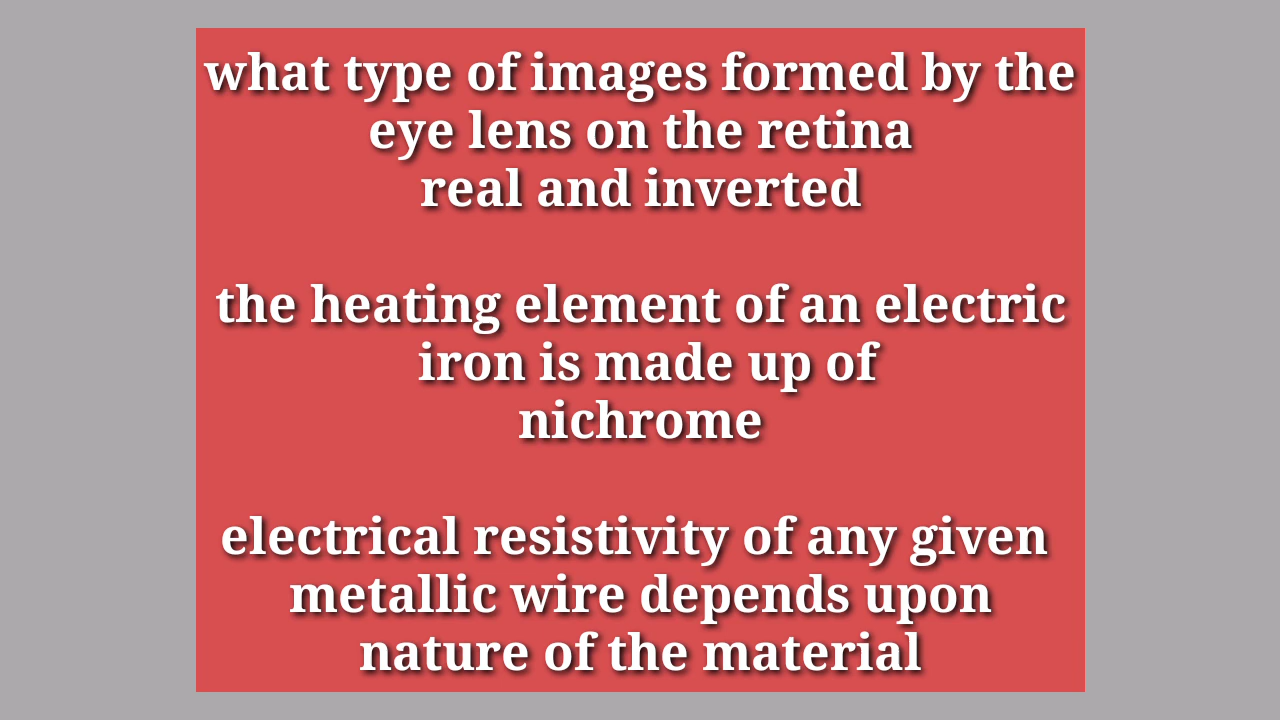 what type of images formed by the
eye lens on the retina
real and inverted
the heating element of an electric
iron is made up of
nichrome
electrical resistivity of any given
metallic wire depends upon
nature of the material